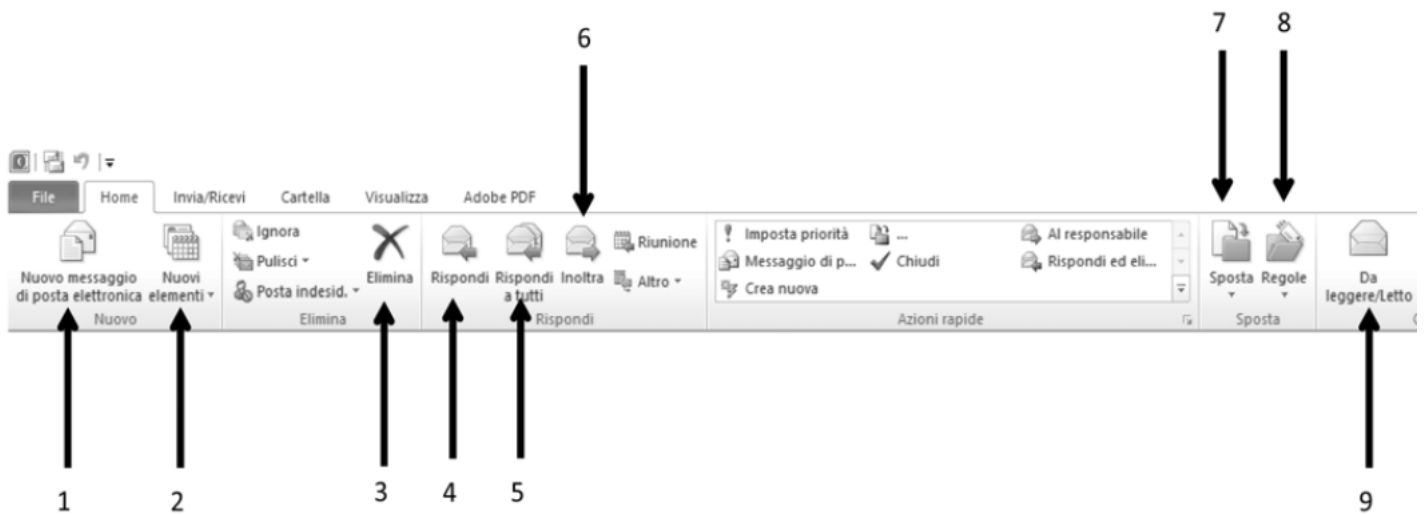 6
7
8
File
Home
Invia/Ricevi
Cartella
Visualizza
Adobe PDF
Nuovo messaggio
di posta elettronica
Nuovi
elementi
Nuovo
Ignora
Pulisci
Posta indesid.
Elimina
Elimina
Rispondi
Rispondi
a tutti
Inoltra
Riunione
Altro
Rispondi
Imposta priorità
Messaggio di p...
Crea nuova
...
Chiudi
Al responsabile
Rispondi ed eli...
Azioni rapide
Sposta
Regole
Sposta
Da
leggere/Letto
1
2
3
4
5
9